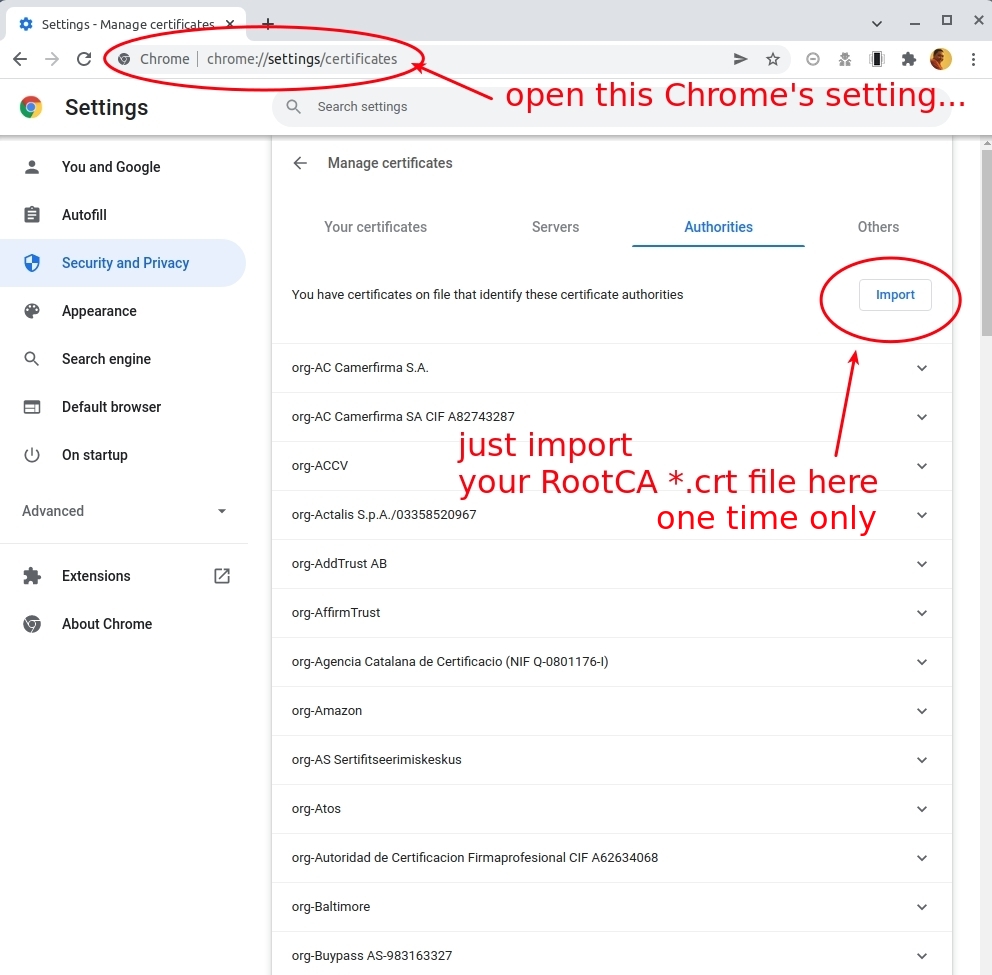 Settings - Manage certificates
Chrome | chrome://settings/certificates
open this Chrome's setting...
Settings
Search settings
You and Google
Autofill
Security and Privacy
Appearance
Search engine
Default browser
On startup
Advanced
Extensions
About Chrome
Manage certificates
Your certificates
Servers
Authorities
Others
You have certificates on file that identify these certificate authorities
Import
org-AC Camerfirma S.A.
org-AC Camerfirma SA CIF A82743287
just import
org-ACCV
your RootCA *.crt file here
org-Actalis S.p.A./03358520967
one time only
org-AddTrust AB
org-AffirmTrust
org-Agencia Catalana de Certificacio (NIF Q-0801176-I)
org-Amazon
org-AS Sertifitseerimiskeskus
org-Atos
org-Autoridad de Certificacion Firmaprofesional CIF A62634068
org-Baltimore
org-Buypass AS-983163327